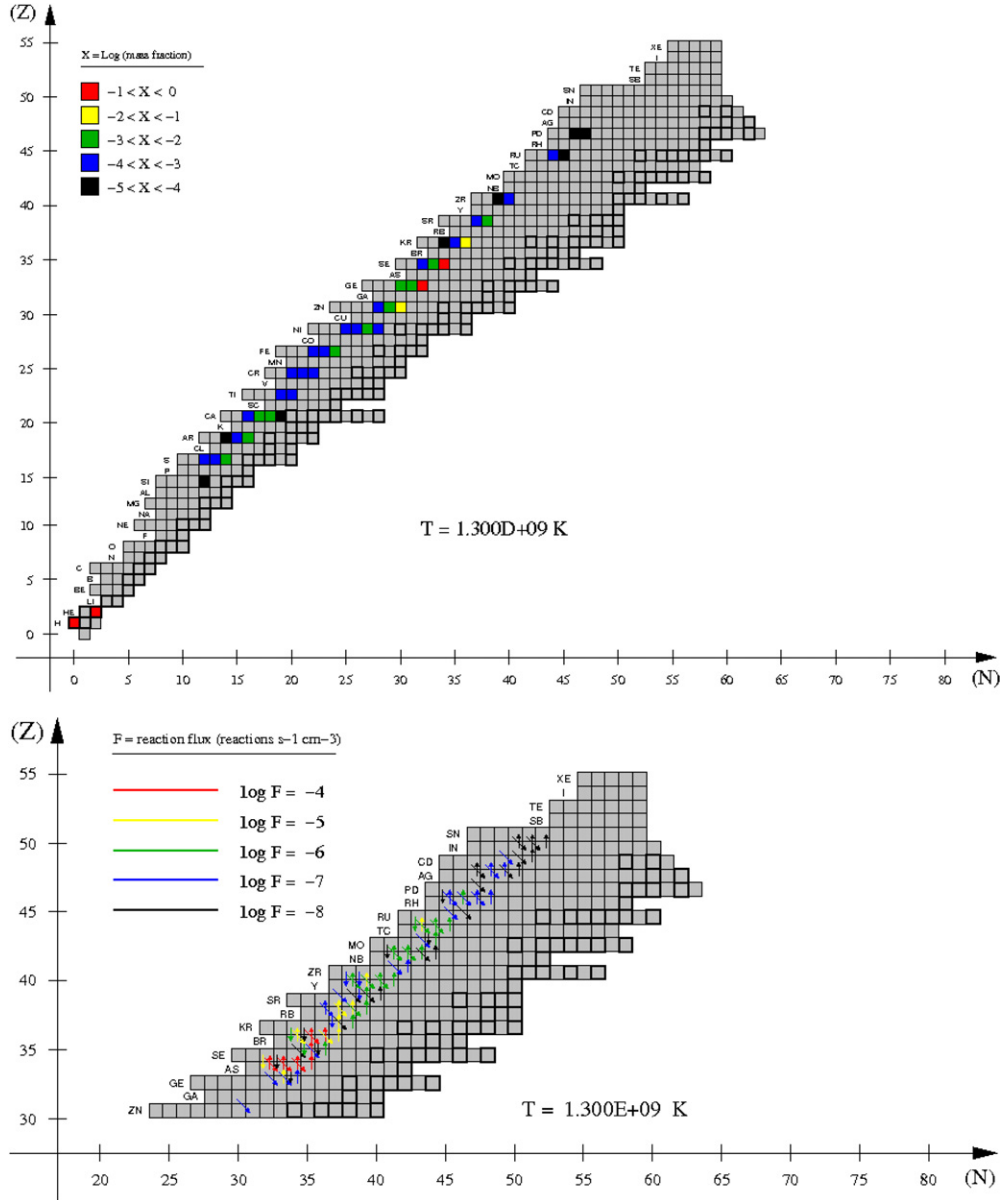 (Z)
X = Log (mass fraction)
−1 < X < 0
−2 < X < −1
−3 < X < −2
−4 < X < −3
−5 < X < −4
55
50
45
40
35
30
25
20
15
10
5
0
XE
I
TE
SB
SN
IN
CD
AG
PD
RH
RU
TC
MO
NB
ZR
Y
SR
RB
KR
BR
SE
AS
GE
GA
ZN
CU
NI
CO
FE
MN
CR
V
TI
SC
CA
K
AR
CL
S
P
SI
AL
MG
NA
NE
F
O
N
C
B
BE
LI
HE
H
T = 1.300D+09 K
0 5 10 15 20 25 30 35 40 45 50 55 60 65 70 75 80
(N)
(Z)
F = reaction flux (reactions s−1 cm−3)
log F = −4
log F = −5
log F = −6
log F = −7
log F = −8
55
50
45
40
35
30
XE
I
TE
SB
SN
IN
CD
AG
PD
RH
RU
TC
MO
NB
ZR
Y
SR
RB
KR
BR
SE
AS
GE
GA
ZN
T = 1.300E+09 K
20 25 30 35 40 45 50 55 60 65 70 75 80
(N)